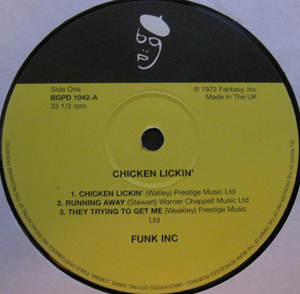 bgp
Side One
BGPD 1042-A
33 1/3 rpm
℗ 1972 Fantasy, Inc
Made In The UK
CHICKEN LICKIN'
1. CHICKEN LICKIN' (Watley) Prestige Music Ltd
2. RUNNING AWAY (Stewart) Warner Chappell Music Ltd
3. THEY TRYING TO GET ME (Weakley) Prestige Music
Ltd
FUNK INC